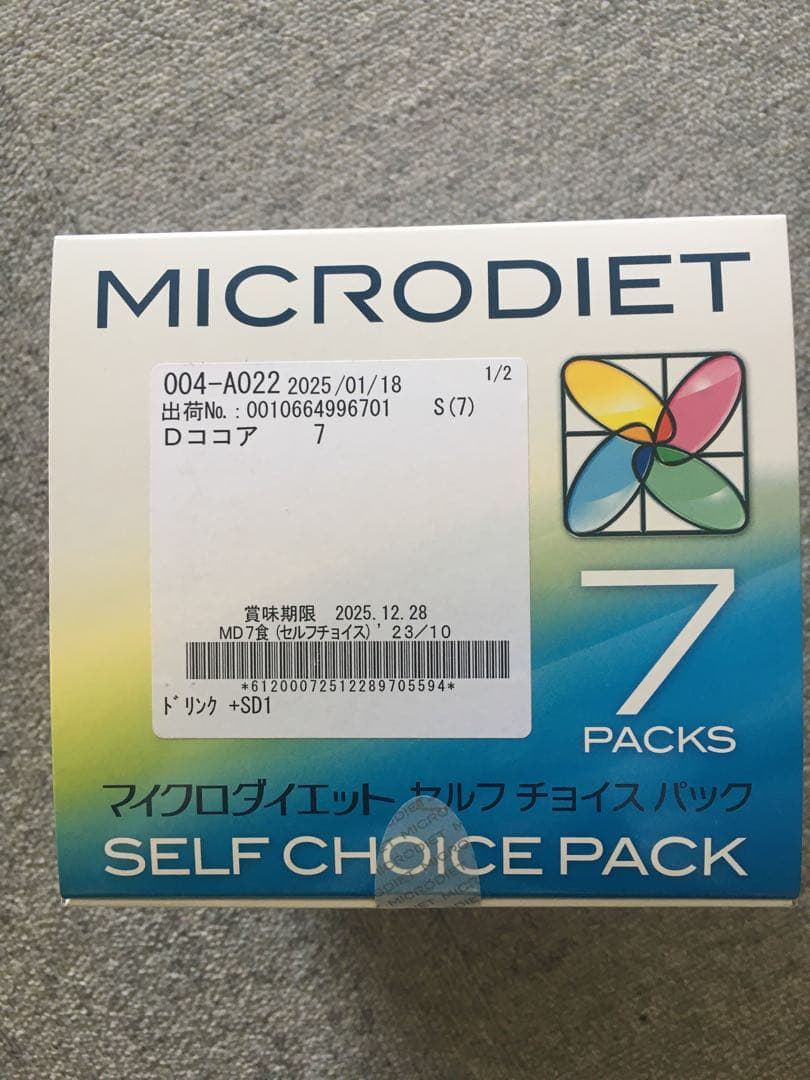 MICRODIET
004-A022 2025/01/18 1/2
出荷No.:0010664996701 S(7)
Dココア 7
賞味期限 2025.12.28
MD7食(セルフチョイス)'23/10
*61200072512289705594*
ドリンク +SD1
7
PACKS
マイクロダイエット セルフ チョイス パック
SELF CHOICE PACK
MICRODIET